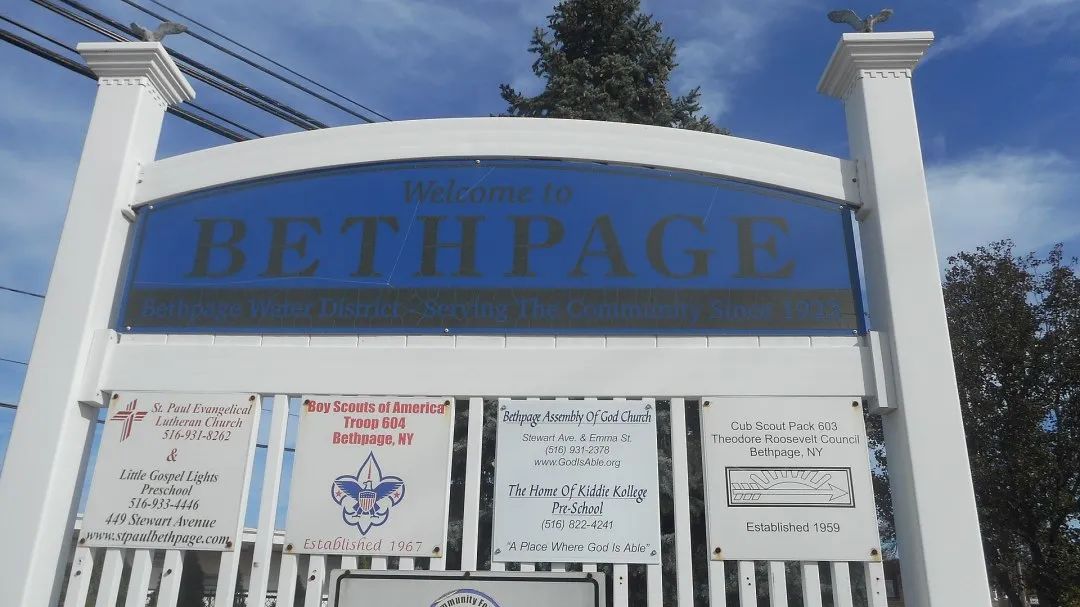 Welcome to
BETHPAGE
Bethpage Water District - Serving The Community Since 1923
St. Paul Evangelical
Lutheran Church
516-931-8262
&
Little Gospel Lights
Preschool
516-933-4446
449 Stewart Avenue
www.stpaulbethpage.com
Boy Scouts of America
Troop 604
Bethpage, NY
Established 1967
Bethpage Assembly Of God Church
Stewart Ave. & Emma St.
(516) 931-2378
www.GodIsAble.org
The Home Of Kiddie Kollege
Pre-School
(516) 822-4241
"A Place Where God Is Able"
Cub Scout Pack 603
Theodore Roosevelt Council
Bethpage, NY
Established 1959